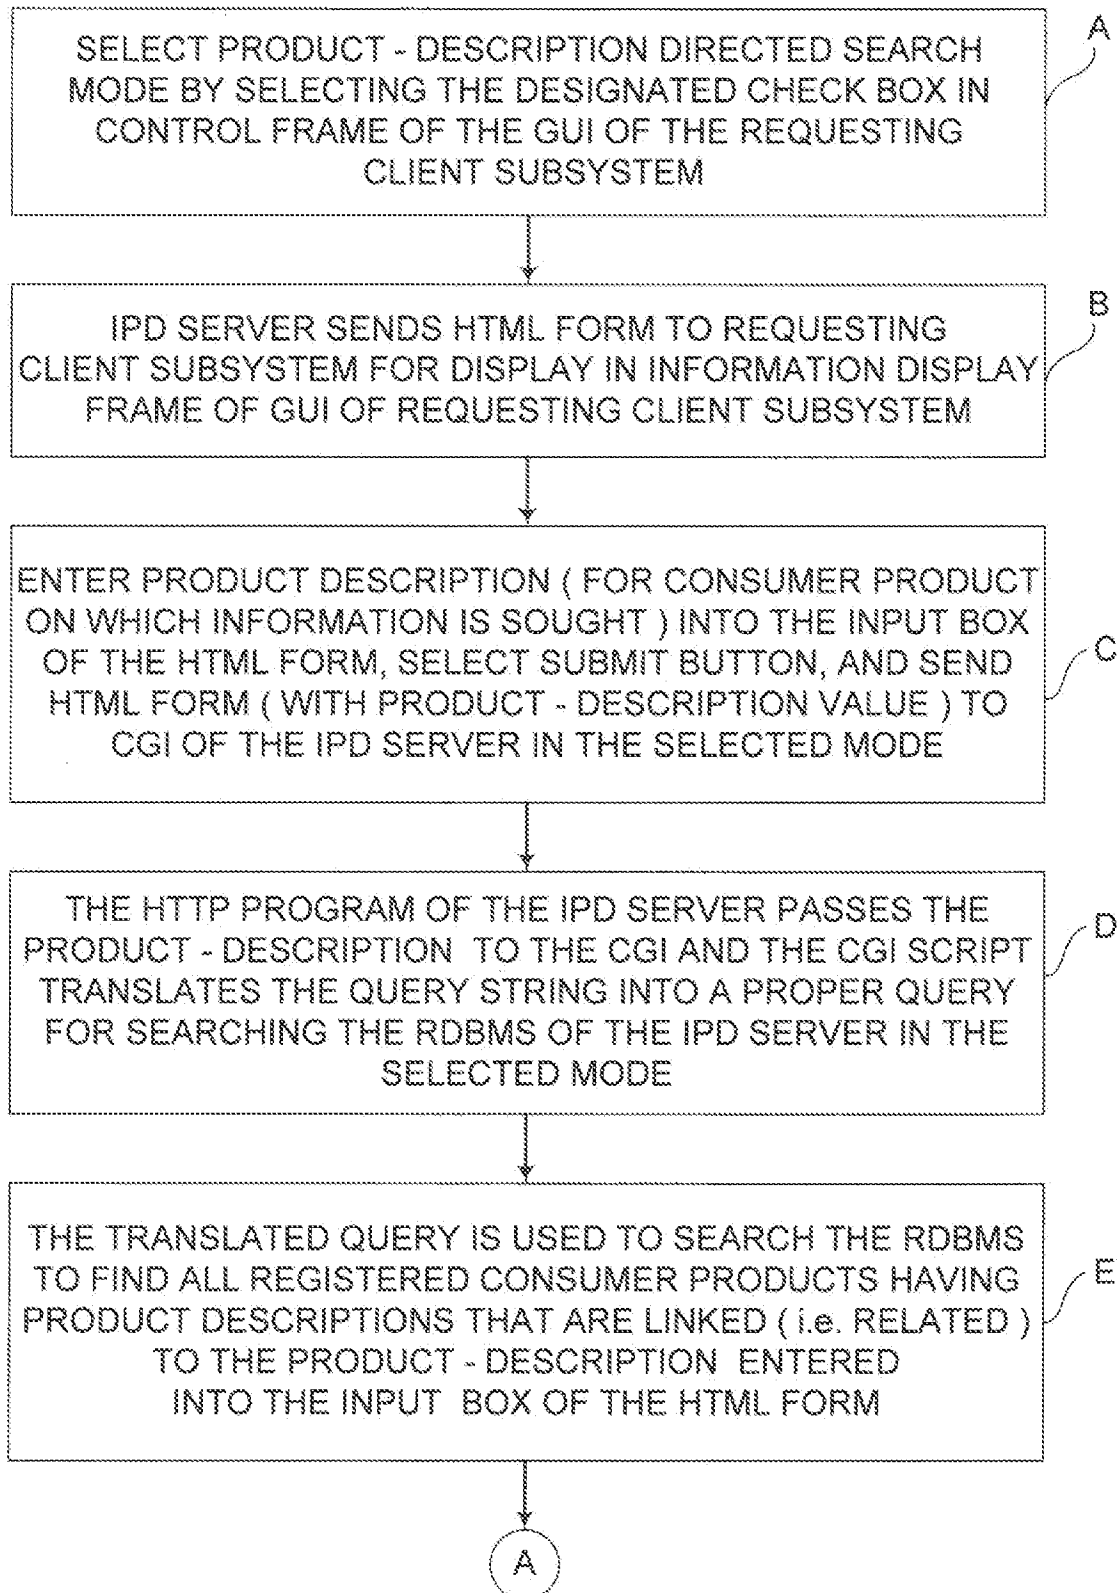 SELECT PRODUCT - DESCRIPTION DIRECTED SEARCH
MODE BY SELECTING THE DESIGNATED CHECK BOX IN
CONTROL FRAME OF THE GUI OF THE REQUESTING
CLIENT SUBSYSTEM
A
IPD SERVER SENDS HTML FORM TO REQUESTING
CLIENT SUBSYSTEM FOR DISPLAY IN INFORMATION DISPLAY
FRAME OF GUI OF REQUESTING CLIENT SUBSYSTEM
B
ENTER PRODUCT DESCRIPTION ( FOR CONSUMER PRODUCT
ON WHICH INFORMATION IS SOUGHT ) INTO THE INPUT BOX
OF THE HTML FORM, SELECT SUBMIT BUTTON, AND SEND
HTML FORM ( WITH PRODUCT - DESCRIPTION VALUE ) TO
CGI OF THE IPD SERVER IN THE SELECTED MODE
C
THE HTTP PROGRAM OF THE IPD SERVER PASSES THE
PRODUCT - DESCRIPTION TO THE CGI AND THE CGI SCRIPT
TRANSLATES THE QUERY STRING INTO A PROPER QUERY
FOR SEARCHING THE RDBMS OF THE IPD SERVER IN THE
SELECTED MODE
D
THE TRANSLATED QUERY IS USED TO SEARCH THE RDBMS
TO FIND ALL REGISTERED CONSUMER PRODUCTS HAVING
PRODUCT DESCRIPTIONS THAT ARE LINKED ( i.e. RELATED )
TO THE PRODUCT - DESCRIPTION ENTERED
INTO THE INPUT BOX OF THE HTML FORM
E
A